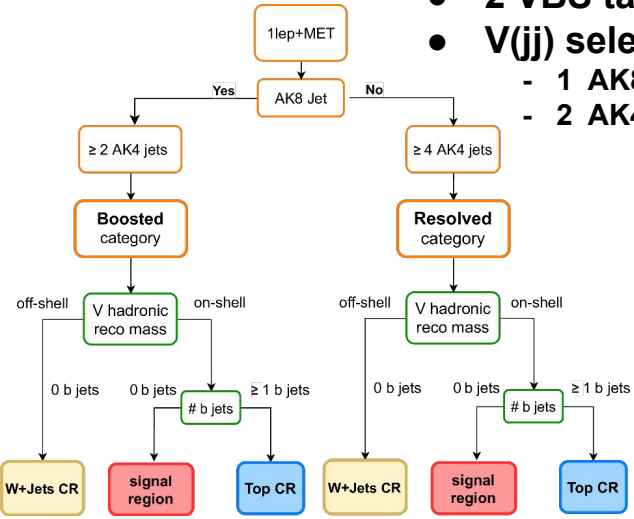 2 VBS ta
V(jj) sele
- 1 AK8
- 2 AK4
1lep+MET
Yes
AK8 Jet
No
≥ 2 AK4 jets
≥ 4 AK4 jets
Boosted
category
Resolved
category
off-shell
V hadronic
reco mass
on-shell
off-shell
V hadronic
reco mass
on-shell
0 b jets
0 b jets
# b jets
≥ 1 b jets
0 b jets
0 b jets
# b jets
≥ 1 b jets
W+Jets CR
signal
region
Top CR
W+Jets CR
signal
region
Top CR